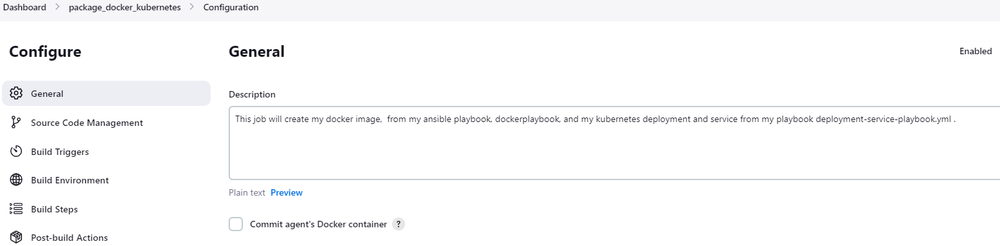 Dashboard > package_docker_kubernetes > Configuration
Configure
General
Enabled
General
Source Code Management
Build Triggers
Build Environment
Build Steps
Post-build Actions
Description
This job will create my docker image,  from my ansible playbook, dockerplaybook, and my kubernetes deployment and service from my playbook deployment-service-playbook.yml .
Plain text Preview
Commit agent's Docker container ?